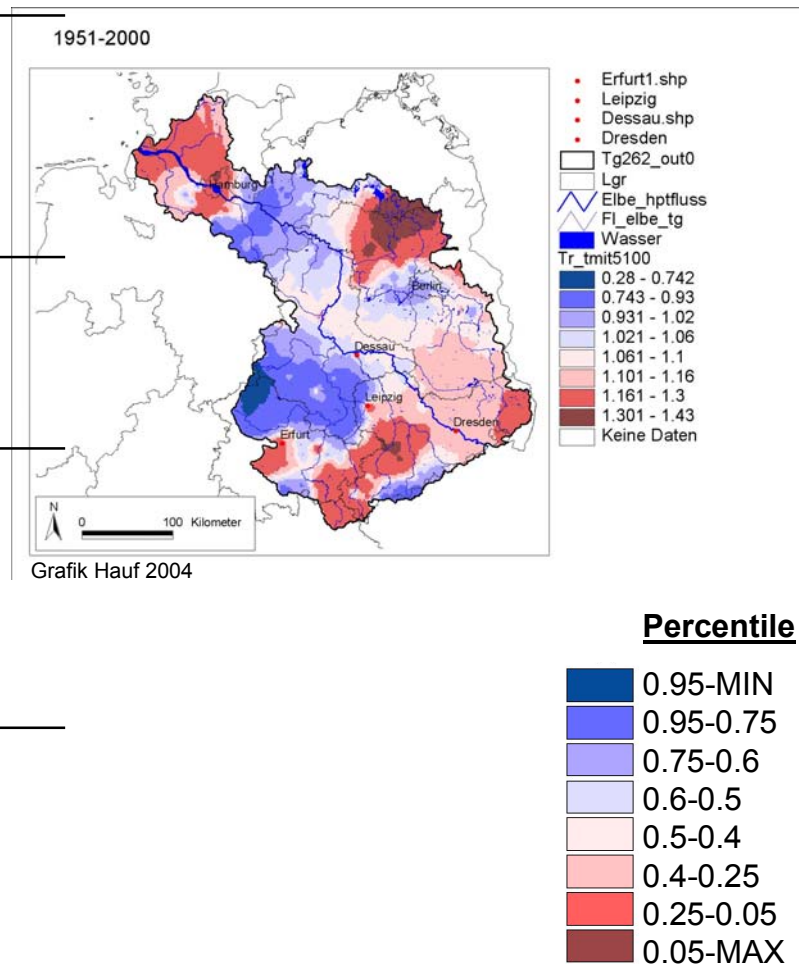 1951-2000
Erfurt1.shp
Leipzig
Dessau.shp
Dresden
Tg262_out0
Lgr
Elbe_hptfluss
Fl_elbe_tg
Wasser
Tr_tmit5100
0.28 - 0.742
0.743 - 0.93
0.931 - 1.02
1.021 - 1.06
1.061 - 1.1
1.101 - 1.16
1.161 - 1.3
1.301 - 1.43
Keine Daten
Hamburg
Berlin
Dessau
Leipzig
Dresden
Erfurt
N
0 100 Kilometer
Grafik Hauf 2004
Percentile
0.95-MIN
0.95-0.75
0.75-0.6
0.6-0.5
0.5-0.4
0.4-0.25
0.25-0.05
0.05-MAX